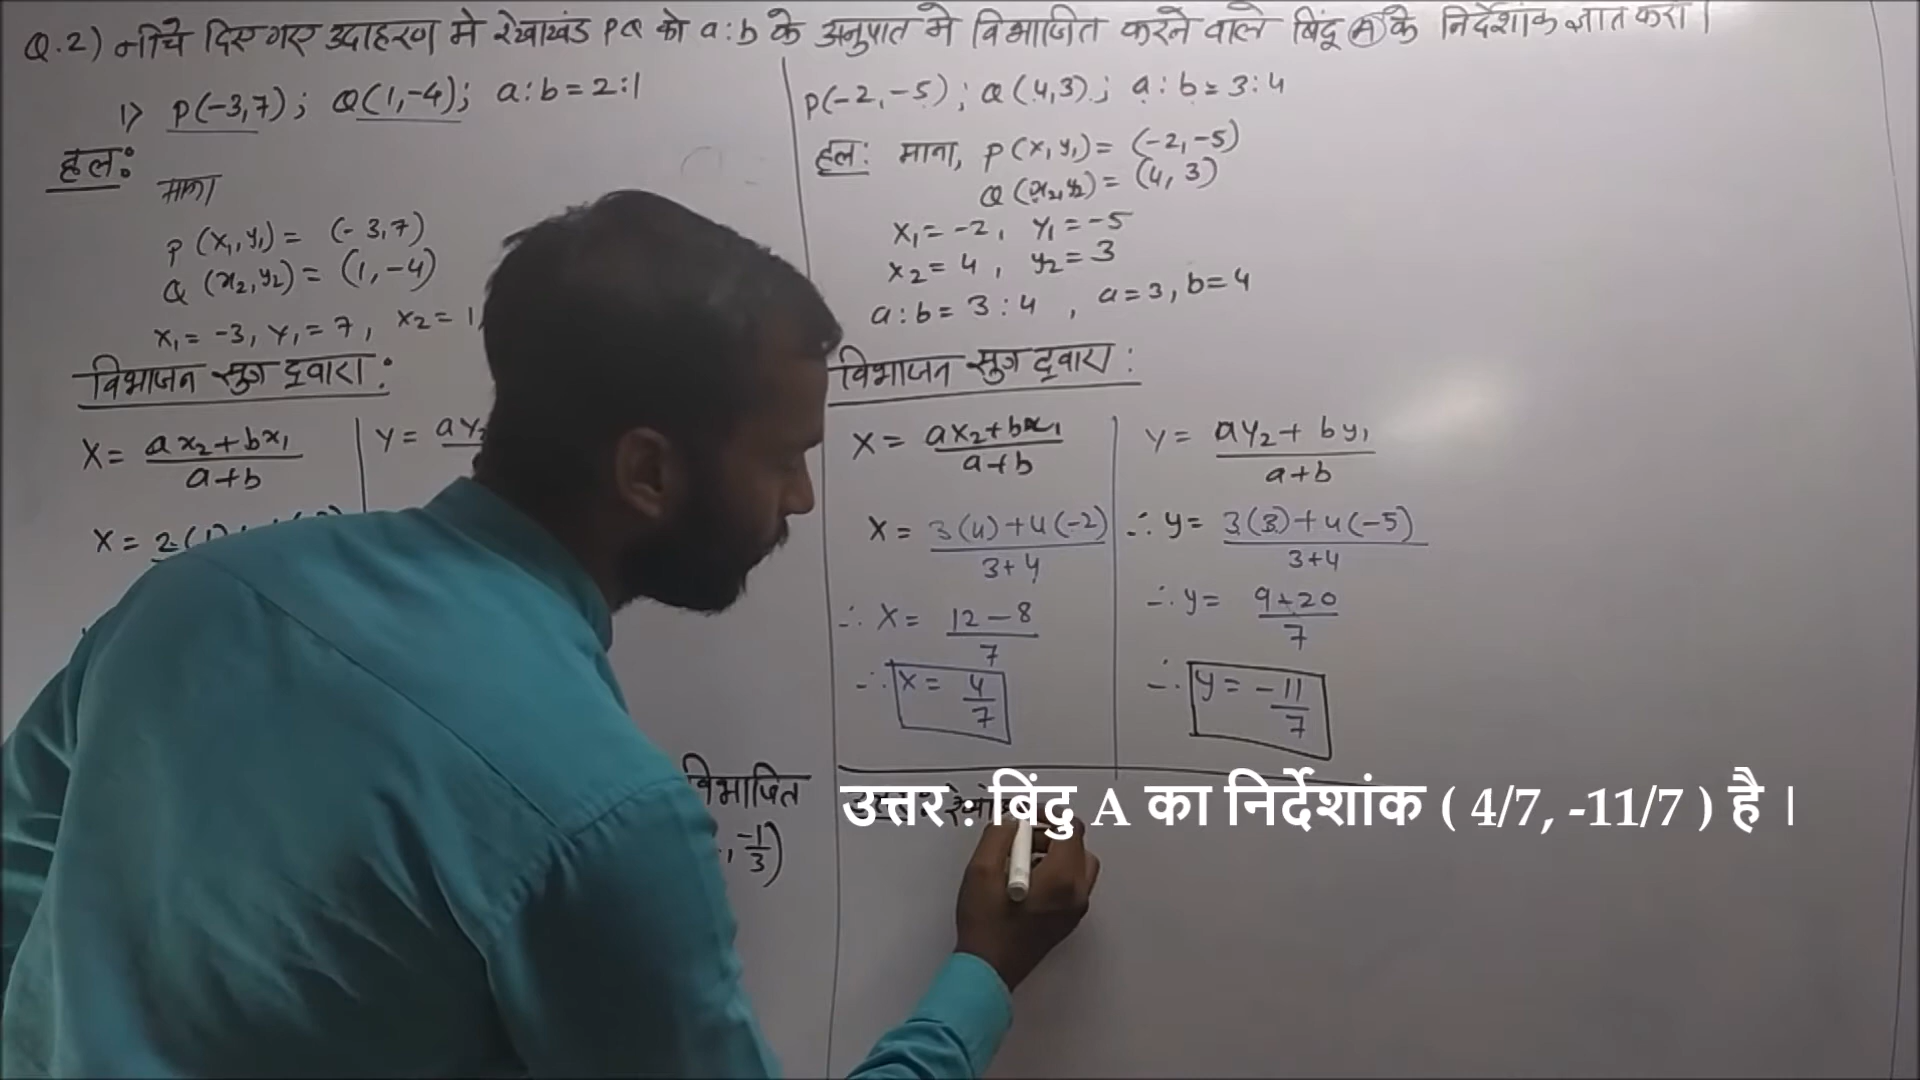 Q.2) नीचे दिए गए उदाहरण मे रेखाखंड PQ को a:b के अनुपात मे विभाजित करने वाले बिंदू A के निर्देशांक ज्ञात करो।
1) P(-3,7); Q(1,-4); a:b=2:1
हल:
माना
P(x₁,y₁) = (-3,7)
Q(x₂,y₂) = (1,-4)
x₁=-3, y₁=7, x₂=1,
विभाजन सुत्र द्वारा:
X= (ax₂+bx₁)/(a+b)
Y= ay₂
X=
विभाजित
, -1/3)
P(-2,-5); Q(4,3); a:b=3:4
हल: माना, P(x₁y₁)= (-2,-5)
Q(x₂,y₂)= (4,3)
x₁=-2, y₁=-5
x₂=4, y₂=3
a:b=3:4, a=3, b=4
विभाजन सुत्र द्वारा:
X= (ax₂+bx₁)/(a+b)
X= (3(4)+4(-2))/(3+4)
∴ X= (12-8)/7
∴ X= 4/7
Y= (ay₂+by₁)/(a+b)
∴ y= (3(3)+4(-5))/(3+4)
∴ y= (9-20)/7
∴ y= -11/7
उत्तर : बिंदु A का निर्देशांक ( 4/7, -11/7 ) है ।